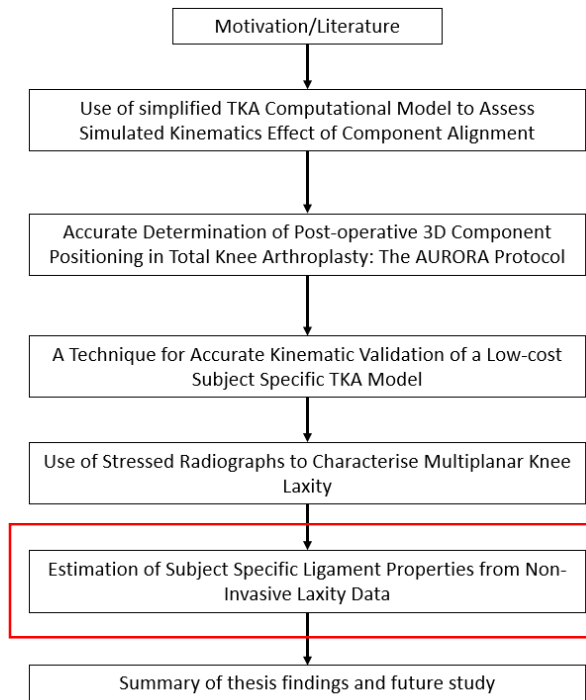 Motivation/Literature
Use of simplified TKA Computational Model to Assess
Simulated Kinematics Effect of Component Alignment
Accurate Determination of Post-operative 3D Component
Positioning in Total Knee Arthroplasty: The AURORA Protocol
A Technique for Accurate Kinematic Validation of a Low-cost
Subject Specific TKA Model
Use of Stressed Radiographs to Characterise Multiplanar Knee
Laxity
Estimation of Subject Specific Ligament Properties from Non-
Invasive Laxity Data
Summary of thesis findings and future study